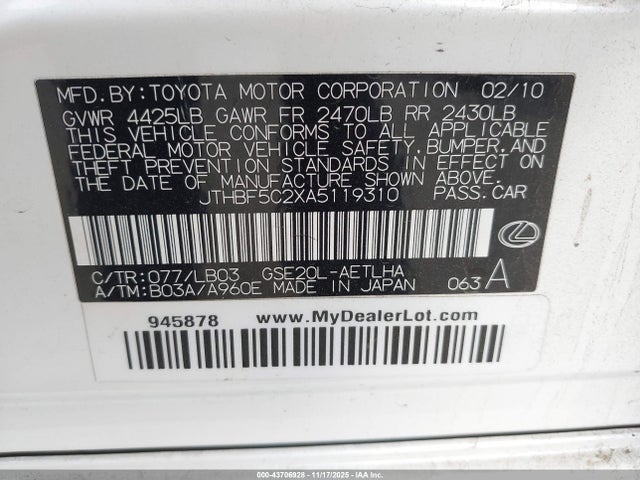 MFD.BY:TOYOTA MOTOR CORPORATION 02/10
GVWR 4425LB GAWR FR 2470LB RR 2430LB
THIS VEHICLE CONFORMS TO ALL APPLICABLE
FEDERAL MOTOR VEHICLE SAFETY,BUMPER,AND
THEFT PREVENTION STANDARDS IN EFFECT ON
THE DATE OF MANUFACTURE SHOWN ABOVE.
JTHBF5C2XA5119310 PASS.CAR
C/TR:077/LB03 GSE20L-AETLHA
A/TM:B03A/A960E MADE IN JAPAN 063 A
945878 www.MyDealerLot.com
000-43706928 - 11/17/2025 - IAA Inc.